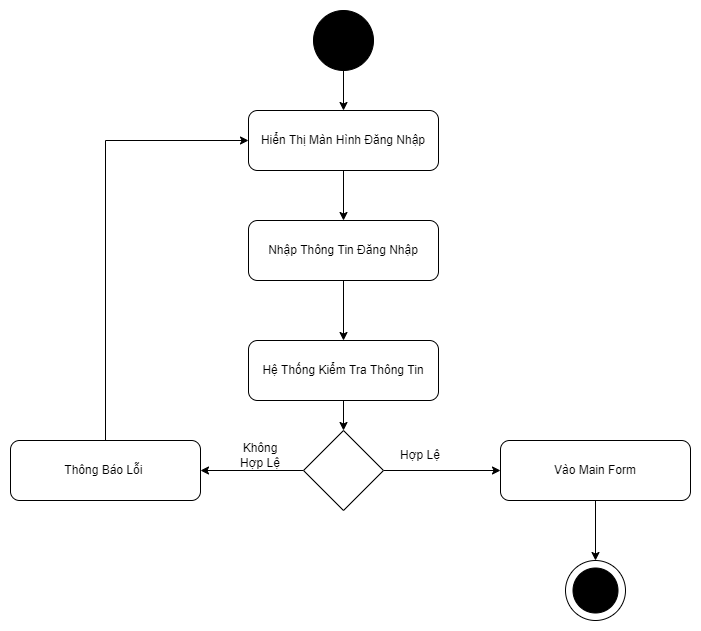 Hiển Thị Màn Hình Đăng Nhập
Nhập Thông Tin Đăng Nhập
Hệ Thống Kiểm Tra Thông Tin
Không
Hợp Lệ
Hợp Lệ
Thông Báo Lỗi
Vào Main Form